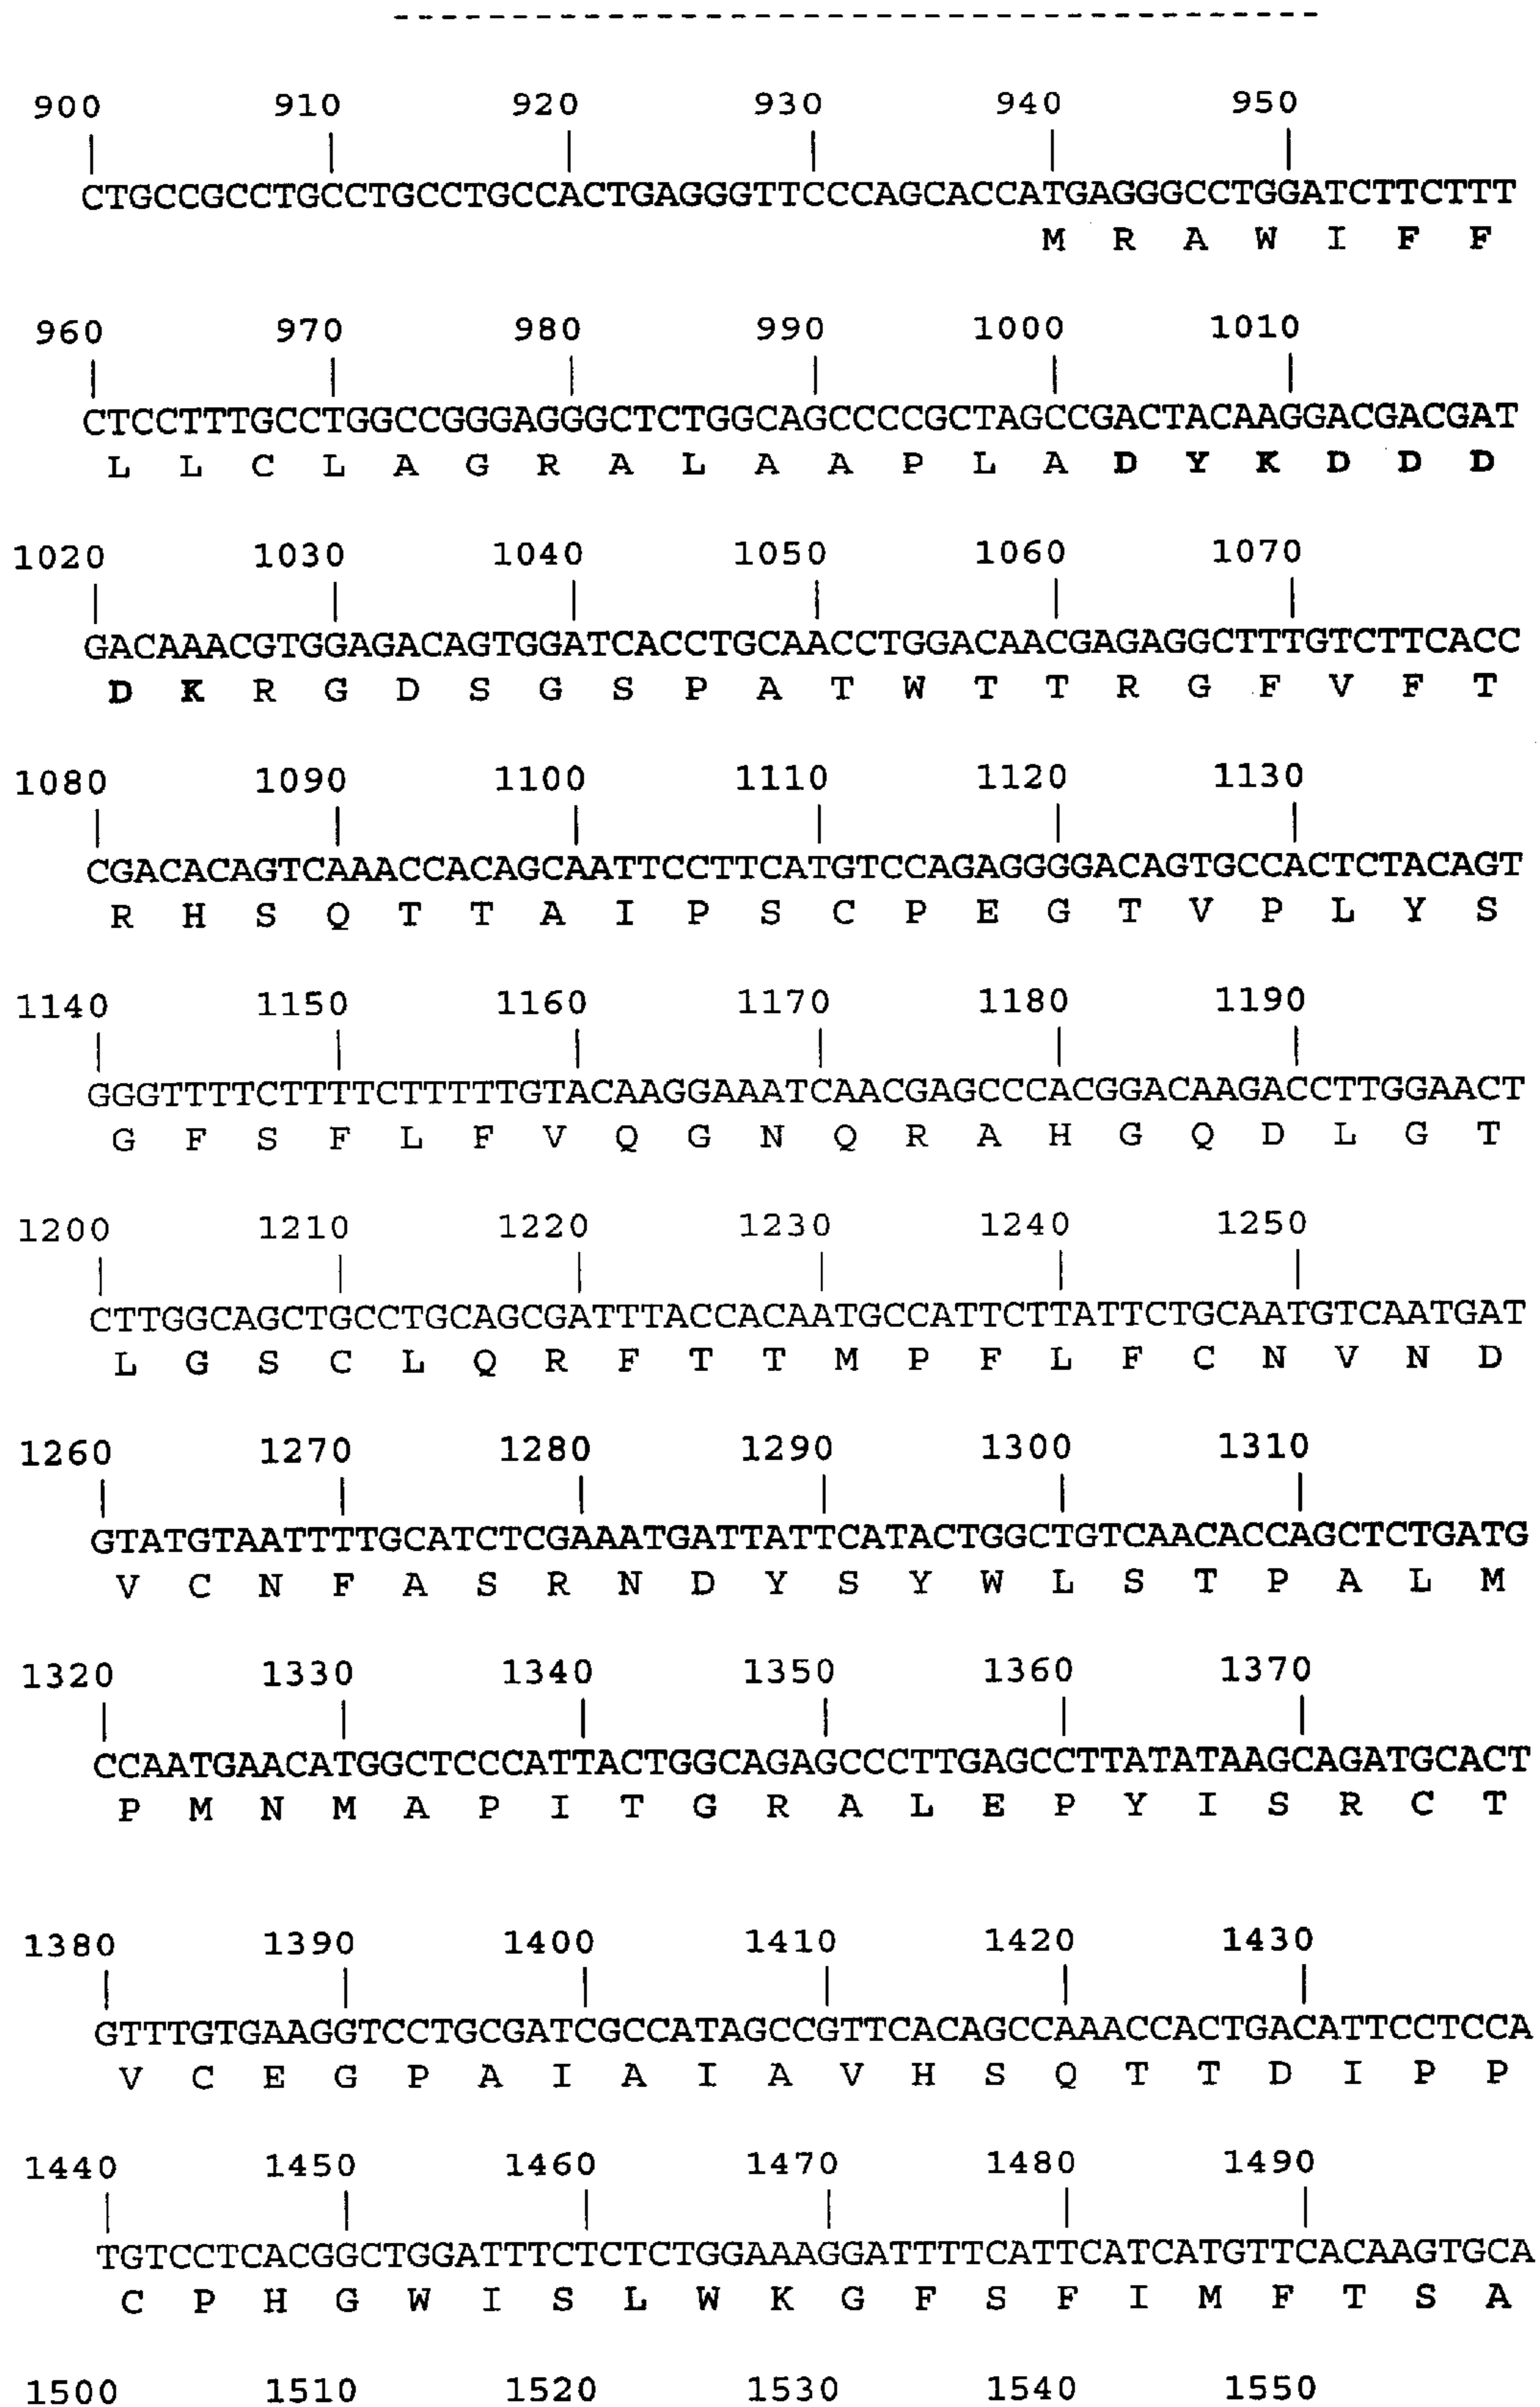 900 910 920 930 940 950
CTGCCGCCTGCCTGCCTGCCACTGAGGGTTCCCAGCACCATGAGGGCCTGGATCTTCTTT
M R A W I F F
960 970 980 990 1000 1010
CTCCTTTGCCTGGCCGGGAGGGCTCTGGCAGCCCCGCTAGCCGACTACAAGGACGACGAT
L L C L A G R A L A A P L A D Y K D D D
1020 1030 1040 1050 1060 1070
GACAAACGTGGAGACAGTGGATCACCTGCAACCTGGACAACGAGAGGCTTTGTCTTCACC
D K R G D S G S P A T W T T R G F V F T
1080 1090 1100 1110 1120 1130
CGACACAGTCAAACCACAGCAATTCCTTCATGTCCAGAGGGGACAGTGCCACTCTACAGT
R H S Q T T A I P S C P E G T V P L Y S
1140 1150 1160 1170 1180 1190
GGGTTTTCTTTTCTTTTTGTACAAGGAAATCAACGAGCCCACGGACAAGACCTTGGAACT
G F S F L F V Q G N Q R A H G Q D L G T
1200 1210 1220 1230 1240 1250
CTTGGCAGCTGCCTGCAGCGATTTACCACAATGCCATTCTTATTCTGCAATGTCAATGAT
L G S C L Q R F T T M P F L F C N V N D
1260 1270 1280 1290 1300 1310
GTATGTAATTTTGCATCTCGAAATGATTATTCATACTGGCTGTCAACACCAGCTCTGATG
V C N F A S R N D Y S Y W L S T P A L M
1320 1330 1340 1350 1360 1370
CCAATGAACATGGCTCCCATTACTGGCAGAGCCCTTGAGCCTTATATAAGCAGATGCACT
P M N M A P I T G R A L E P Y I S R C T
1380 1390 1400 1410 1420 1430
GTTTGTGAAGGTCCTGCGATCGCCATAGCCGTTCACAGCCAAACCACTGACATTCCTCCA
V C E G P A I A I A V H S Q T T D I P P
1440 1450 1460 1470 1480 1490
TGTCCTCACGGCTGGATTTCTCTCTGGAAAGGATTTTCATTCATCATGTTCACAAGTGCA
C P H G W I S L W K G F S F I M F T S A
1500 1510 1520 1530 1540 1550